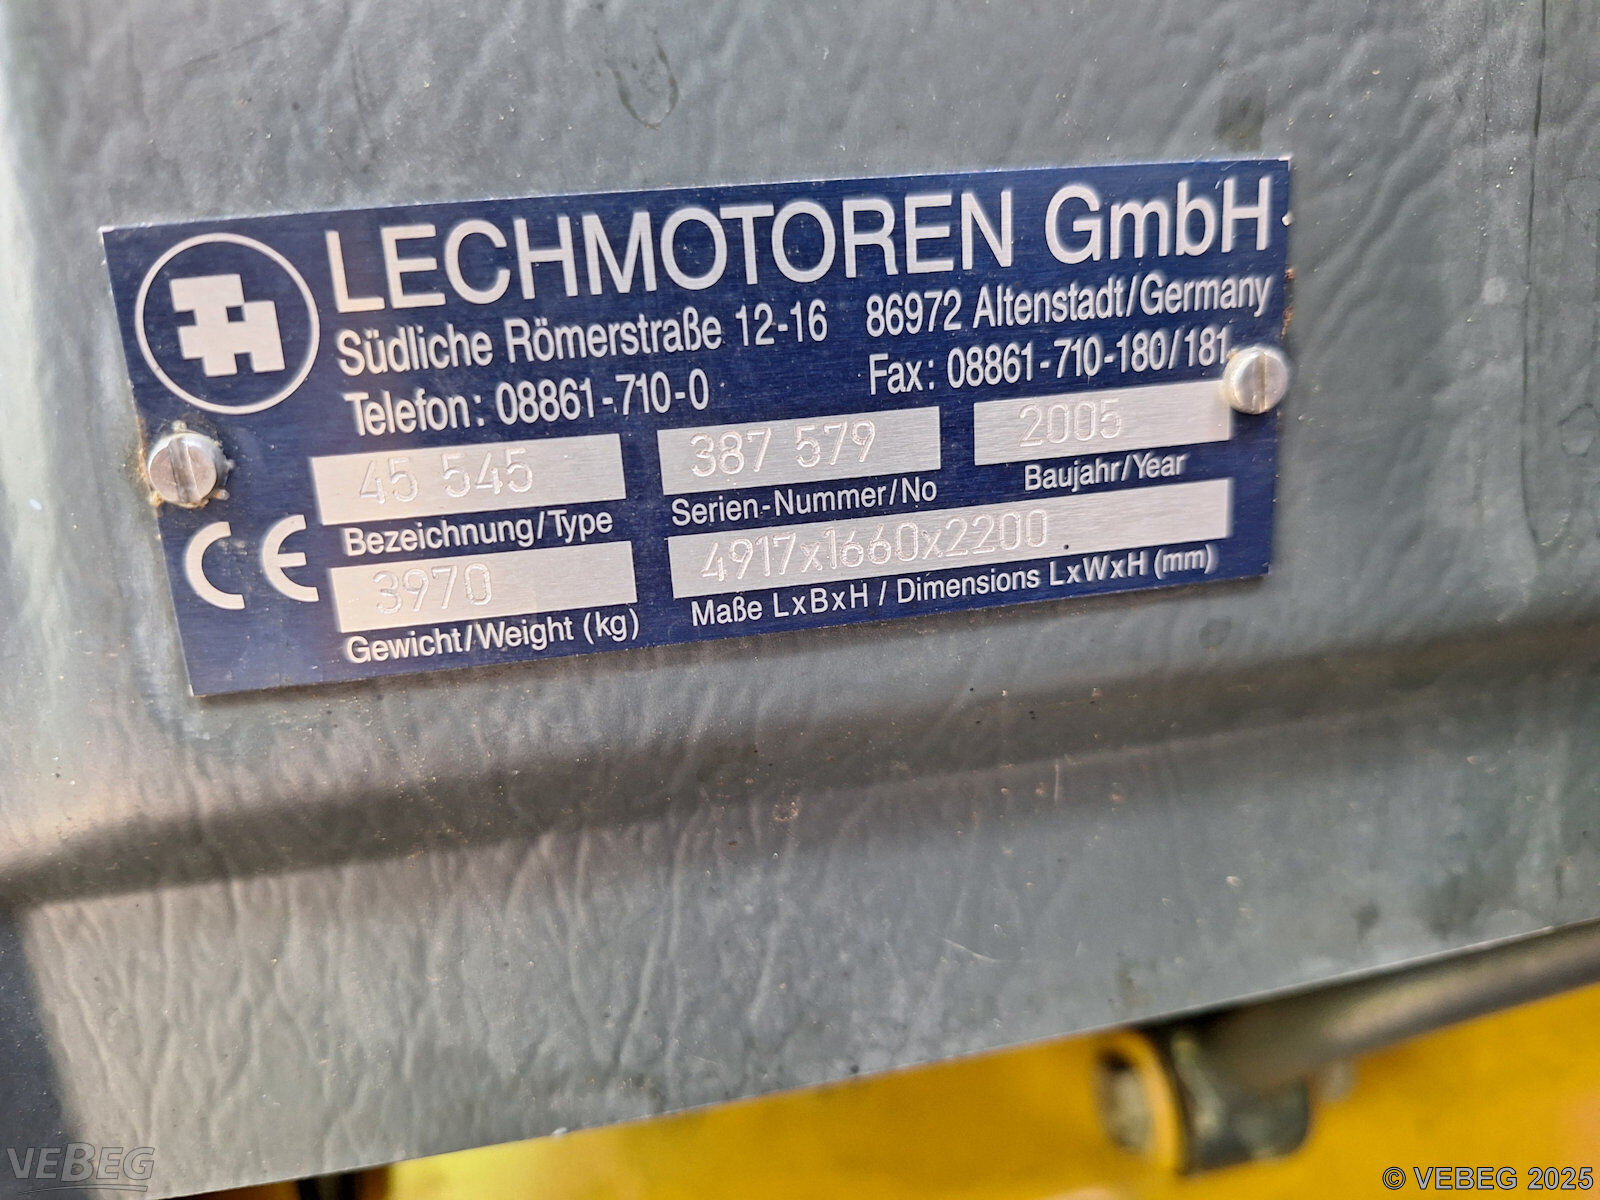 LECHMOTOREN GmbH
Südliche Römerstraße 12-16 86972 Altenstadt/Germany
Telefon: 08861-710-0 Fax: 08861-710-180/181
45 545 387 579 2005
Bezeichnung/Type Serien-Nummer/No Baujahr/Year
CE
3970 4917x1660x2200
Gewicht/Weight (kg) Maße LxBxH / Dimensions LxWxH (mm)
VEBEG
© VEBEG 2025